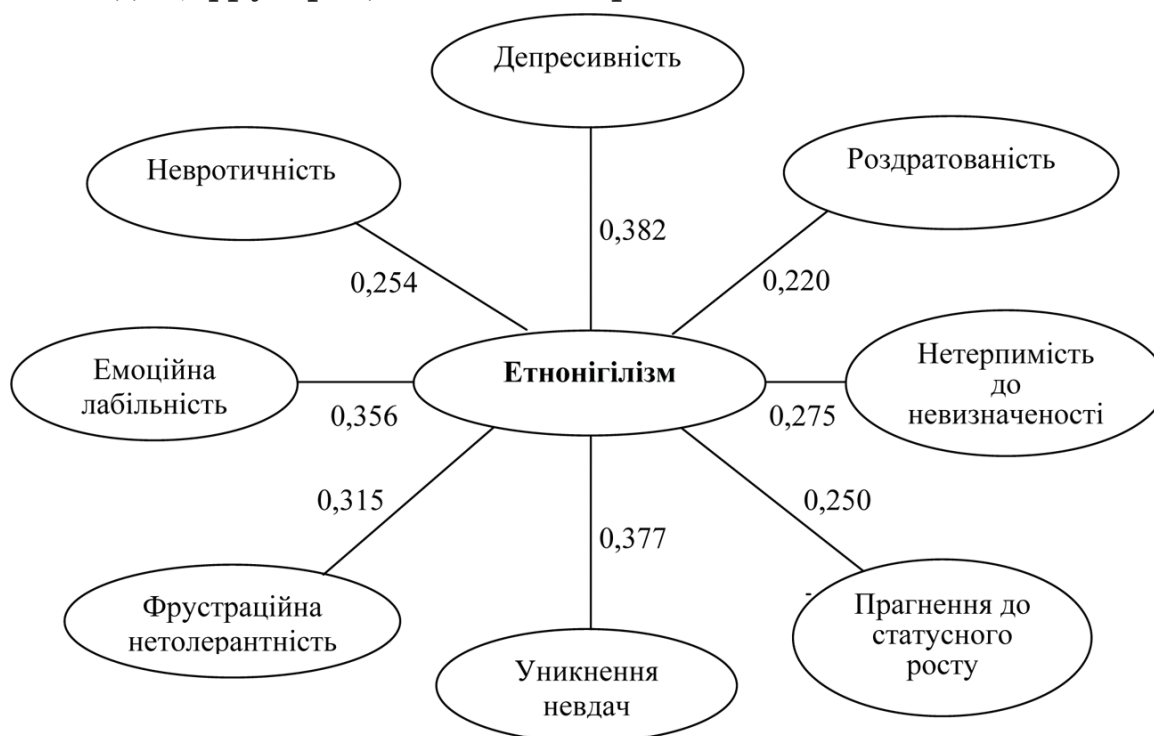 Депресивність
Невротичність
Роздратованість
0,382
0,254
0,220
Емоційна
лабільність
Етнонігілізм
Нетерпимість
до
невизначеності
0,356
0,275
0,315
0,377
0,250
Фрустраційна
нетолерантність
Уникнення
невдач
Прагнення до
статусного
росту